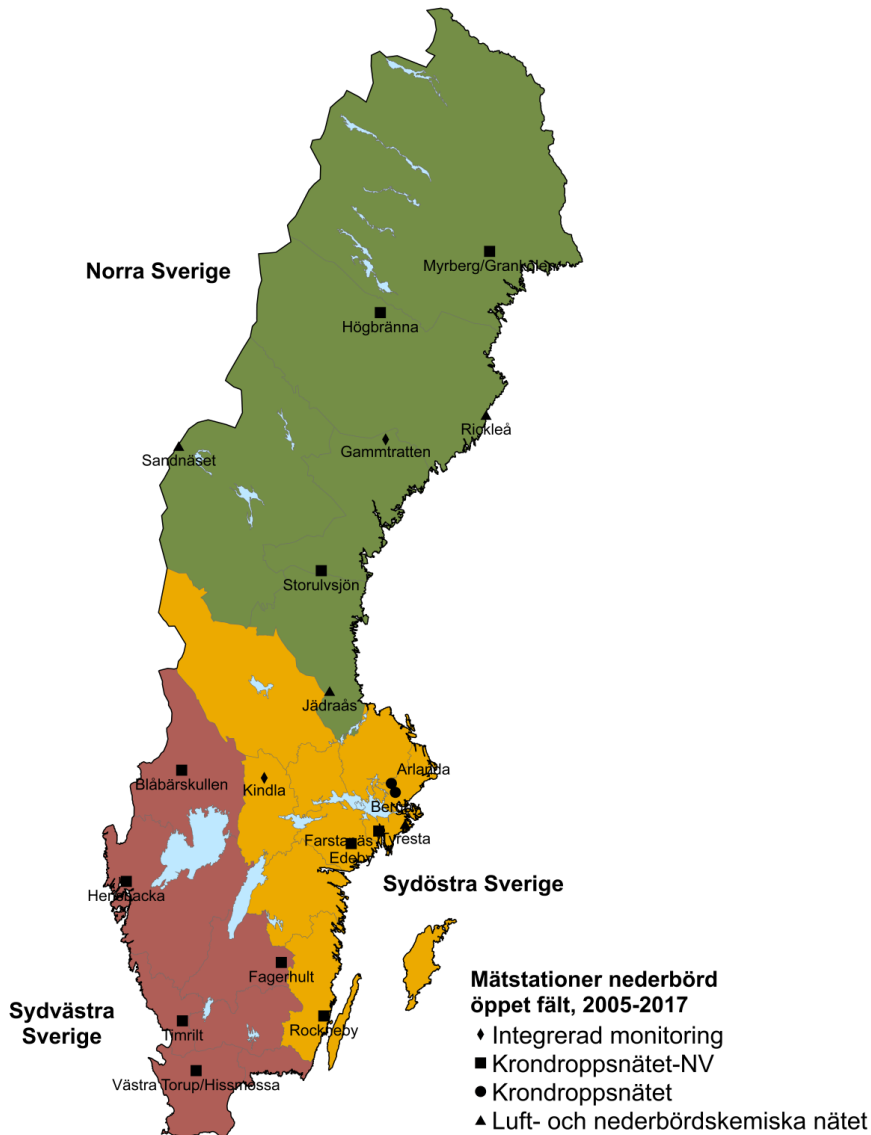 Norra Sverige
Myrberg/Grankölen
Högbränna
Rickleå
Gammtratten
Sandnäset
Storulvsjön
Jädraås
Arlanda
Blåbärskullen
Kindla
Farstanäs
Tyresta
Edeby
Sydöstra Sverige
Hensbacka
Fagerhult
Mätstationer nederbörd
öppet fält, 2005-2017
Sydvästra
Sverige
Timrilt
Rockneby
Integrerad monitoring
Krondroppsnätet-NV
Västra Torup/Hissmossa
Krondroppsnätet
Luft- och nederbördskemiska nätet